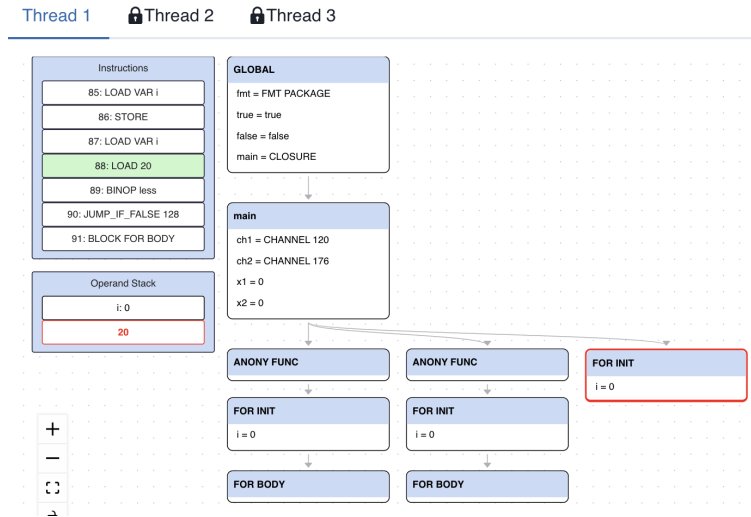 Thread 1
Thread 2
Thread 3
Instructions
85: LOAD VAR i
86: STORE
87: LOAD VAR i
88: LOAD 20
89: BINOP less
90: JUMP_IF_FALSE 128
91: BLOCK FOR BODY
Operand Stack
i: 0
20
GLOBAL
fmt = FMT PACKAGE
true = true
false = false
main = CLOSURE
main
ch1 = CHANNEL 120
ch2 = CHANNEL 176
x1 = 0
x2 = 0
ANONY FUNC
FOR INIT
i = 0
FOR BODY
ANONY FUNC
FOR INIT
i = 0
FOR BODY
FOR INIT
i = 0